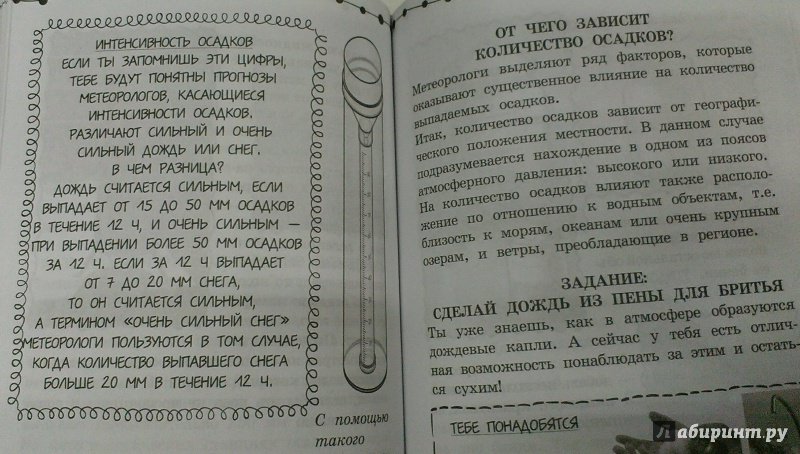 ИНТЕНСИВНОСТЬ ОСАДКОВ
ЕСЛИ ТЫ ЗАПОМНИШЬ ЭТИ ЦИФРЫ,
ТЕБЕ БУДУТ ПОНЯТНЫ ПРОГНОЗЫ
МЕТЕОРОЛОГОВ, КАСАЮЩИЕСЯ
ИНТЕНСИВНОСТИ ОСАДКОВ.
РАЗЛИЧАЮТ СИЛЬНЫЙ И ОЧЕНЬ
СИЛЬНЫЙ ДОЖДЬ ИЛИ СНЕГ.
В ЧЕМ РАЗНИЦА?
ДОЖДЬ СЧИТАЕТСЯ СИЛЬНЫМ, ЕСЛИ
ВЫПАДАЕТ ОТ 15 ДО 50 ММ ОСАДКОВ
В ТЕЧЕНИЕ 12 Ч, И ОЧЕНЬ СИЛЬНЫМ —
ПРИ ВЫПАДЕНИИ БОЛЕЕ 50 ММ ОСАДКОВ
ЗА 12 Ч. ЕСЛИ ЗА 12 Ч ВЫПАДАЕТ
ОТ 7 ДО 20 ММ СНЕГА,
ТО ОН СЧИТАЕТСЯ СИЛЬНЫМ,
А ТЕРМИНОМ «ОЧЕНЬ СИЛЬНЫЙ СНЕГ»
МЕТЕОРОЛОГИ ПОЛЬЗУЮТСЯ В ТОМ СЛУЧАЕ,
КОГДА КОЛИЧЕСТВО ВЫПАВШЕГО СНЕГА
БОЛЬШЕ 20 ММ В ТЕЧЕНИЕ 12 Ч.
С помощью
такого
ОТ ЧЕГО ЗАВИСИТ
КОЛИЧЕСТВО ОСАДКОВ?
Метеорологи выделяют ряд факторов, которые
оказывают существенное влияние на количество
выпадаемых осадков.
Итак, количество осадков зависит от географи-
ческого положения местности. В данном случае
подразумевается нахождение в одном из поясов
атмосферного давления: высокого или низкого.
На количество осадков влияют также располо-
жение по отношению к водным объектам, т.е.
близость к морям, океанам или очень крупным
озерам, и ветры, преобладающие в регионе.
ЗАДАНИЕ:
СДЕЛАЙ ДОЖДЬ ИЗ ПЕНЫ ДЛЯ БРИТЬЯ
Ты уже знаешь, как в атмосфере образуются
дождевые капли. А сейчас у тебя есть отлич-
ная возможность понаблюдать за этим и остать-
ся сухим!
ТЕБЕ ПОНАДОБЯТСЯ
Лабиринт.ру